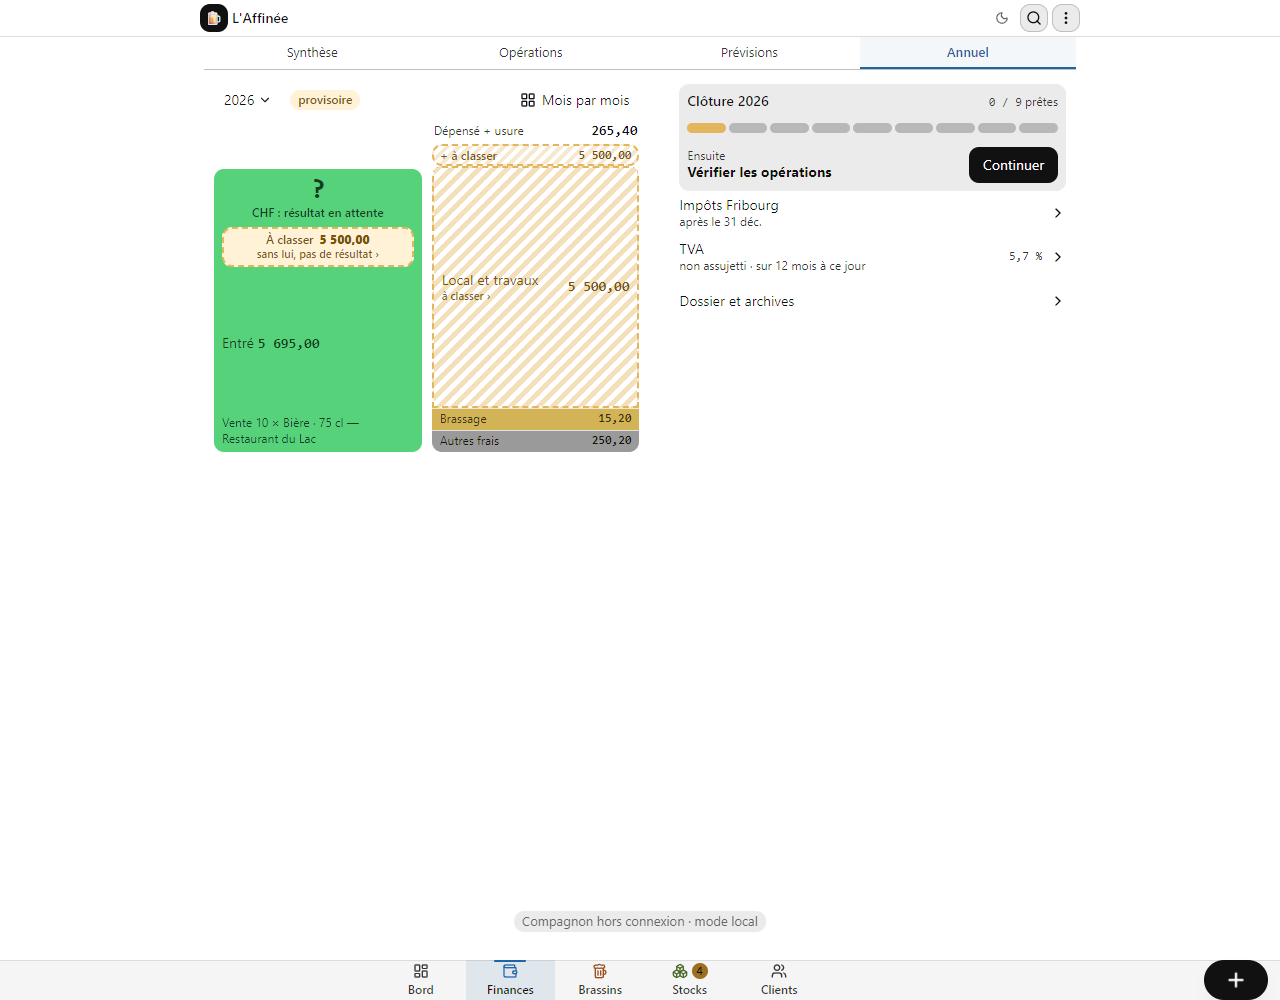 L'Affinée
Synthèse
Opérations
Prévisions
Annuel
2026
provisoire
Mois par mois
Dépensé + usure 265,40
+ à classer 5 500,00
?
CHF : résultat en attente
À classer 5 500,00
sans lui, pas de résultat ›
Entré 5 695,00
Vente 10 × Bière · 75 cl —
Restaurant du Lac
Local et travaux 5 500,00
à classer ›
Brassage 15,20
Autres frais 250,20
Clôture 2026 0 / 9 prêtes
Ensuite
Vérifier les opérations
Continuer
Impôts Fribourg
après le 31 déc.
TVA
non assujetti · sur 12 mois à ce jour
5,7 %
Dossier et archives
Compagnon hors connexion · mode local
Bord
Finances
Brassins
4
Stocks
Clients